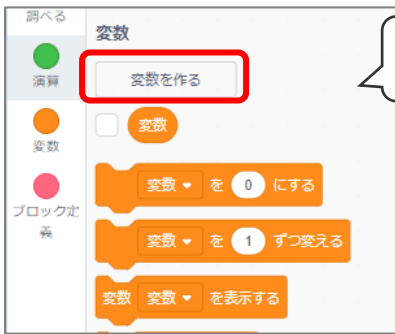 調べる
演算
変数
ブロック定
義
変数
変数を作る
変数
変数 を 0 にする
変数 を 1 ずつ変える
変数 変数 を表示する